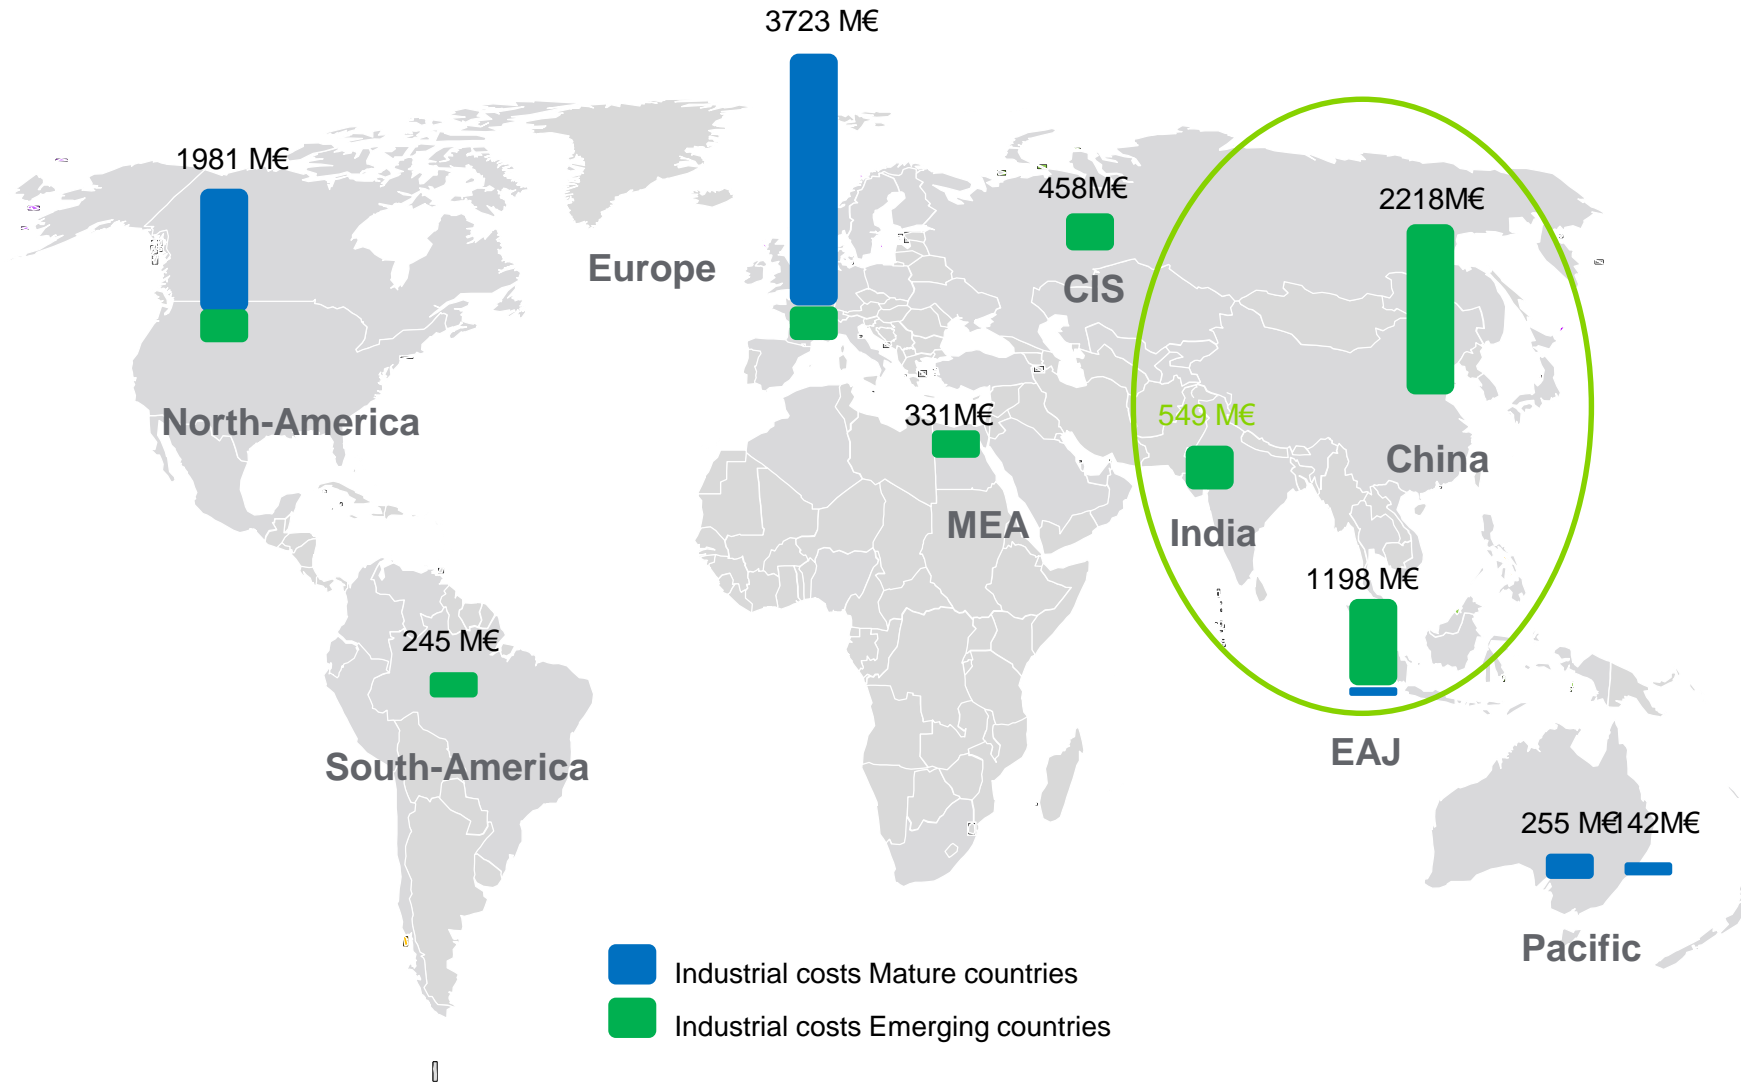 3723 M€
1981 M€
458M€
2218M€
Europe
CIS
331M€
549 M€
North-America
China
MEA
India
1198 M€
245 M€
South-America
EAJ
255 M€
142M€
Pacific
Industrial costs Mature countries
Industrial costs Emerging countries